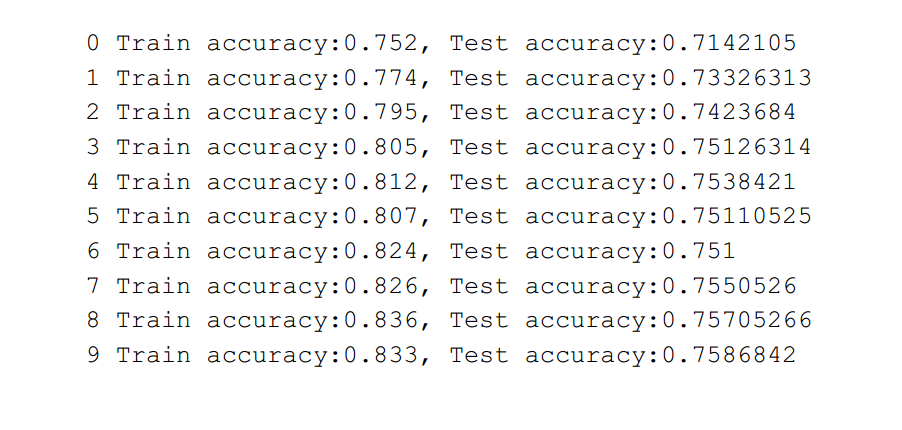 0 Train accuracy:0.752, Test accuracy:0.7142105
1 Train accuracy:0.774, Test accuracy:0.73326313
2 Train accuracy:0.795, Test accuracy:0.7423684
3 Train accuracy:0.805, Test accuracy:0.75126314
4 Train accuracy:0.812, Test accuracy:0.7538421
5 Train accuracy:0.807, Test accuracy:0.75110525
6 Train accuracy:0.824, Test accuracy:0.751
7 Train accuracy:0.826, Test accuracy:0.7550526
8 Train accuracy:0.836, Test accuracy:0.75705266
9 Train accuracy:0.833, Test accuracy:0.7586842